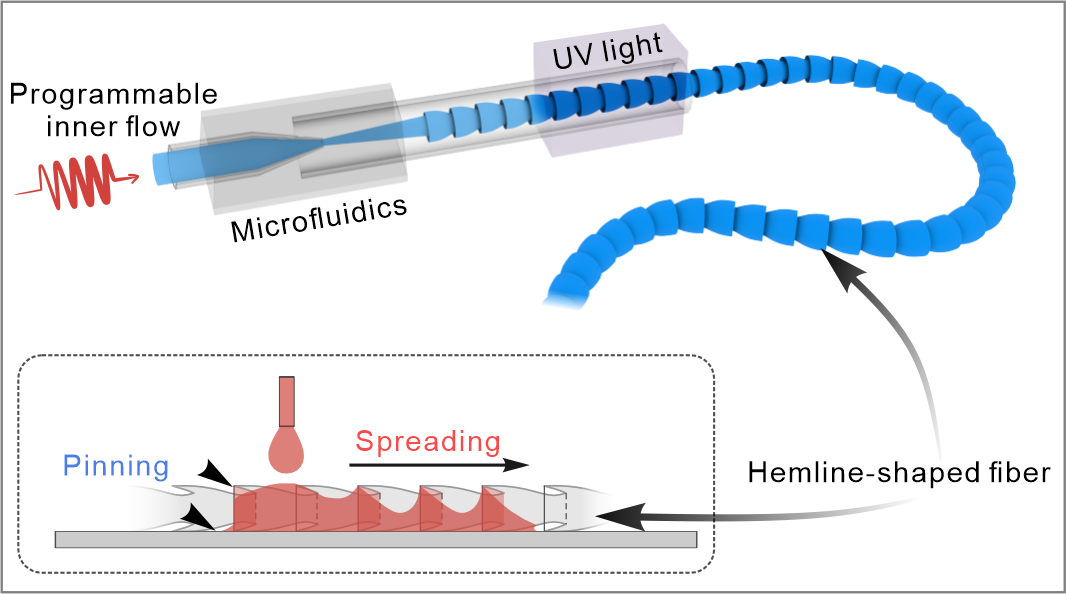 UV light
Programmable
inner flow
Microfluidics
Spreading
Pinning
Hemline-shaped fiber